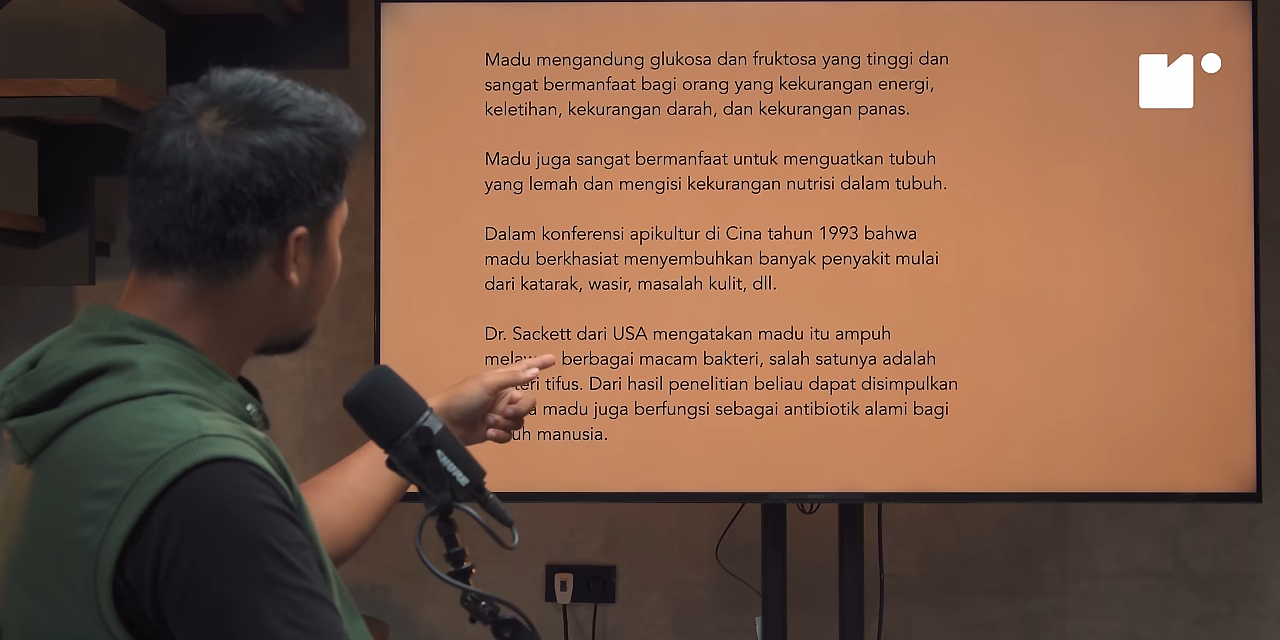 Madu mengandung glukosa dan fruktosa yang tinggi dan
sangat bermanfaat bagi orang yang kekurangan energi,
keletihan, kekurangan darah, dan kekurangan panas.
Madu juga sangat bermanfaat untuk menguatkan tubuh
yang lemah dan mengisi kekurangan nutrisi dalam tubuh.
Dalam konferensi apikultur di Cina tahun 1993 bahwa
madu berkhasiat menyembuhkan banyak penyakit mulai
dari katarak, wasir, masalah kulit, dll.
Dr. Sackett dari USA mengatakan madu itu ampuh
berbagai macam bakteri, salah satunya adalah
tifus. Dari hasil penelitian beliau dapat disimpulkan
madu juga berfungsi sebagai antibiotik alami bagi
manusia.
SHURE
SONY